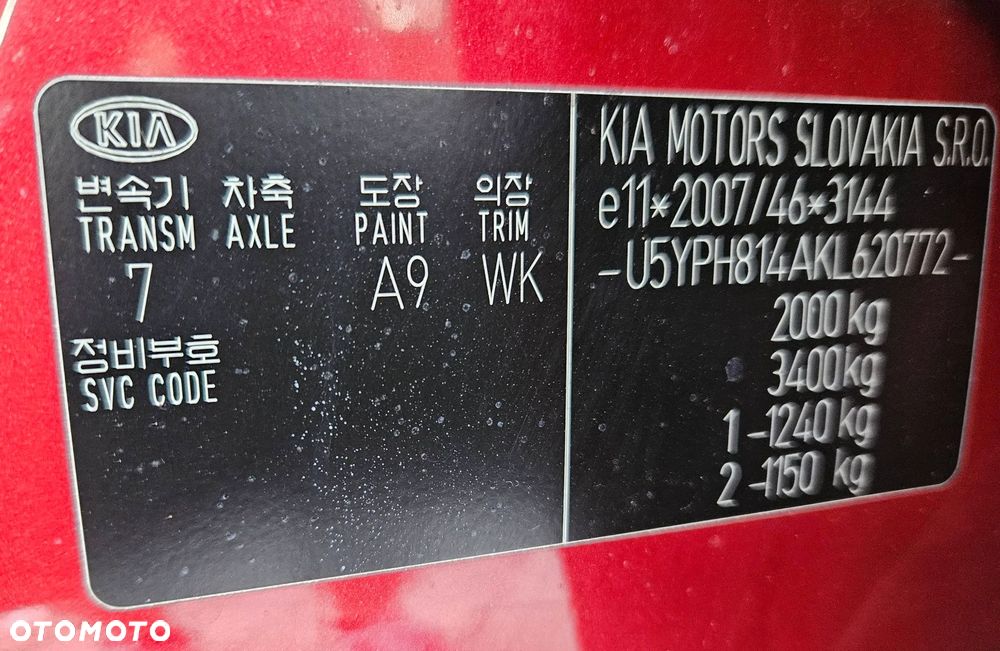 KIA
변속기 차축 도장 의장
TRANSM AXLE PAINT TRIM
7 A9 WK
정비부호
SVC CODE
KIA MOTORS SLOVAKIA S.R.O.
e11*2007/46*3144
-U5YPH814AKL620772-
2000 kg
3400kg
1 -1240 kg
2 -1150 kg
OTOMOTO